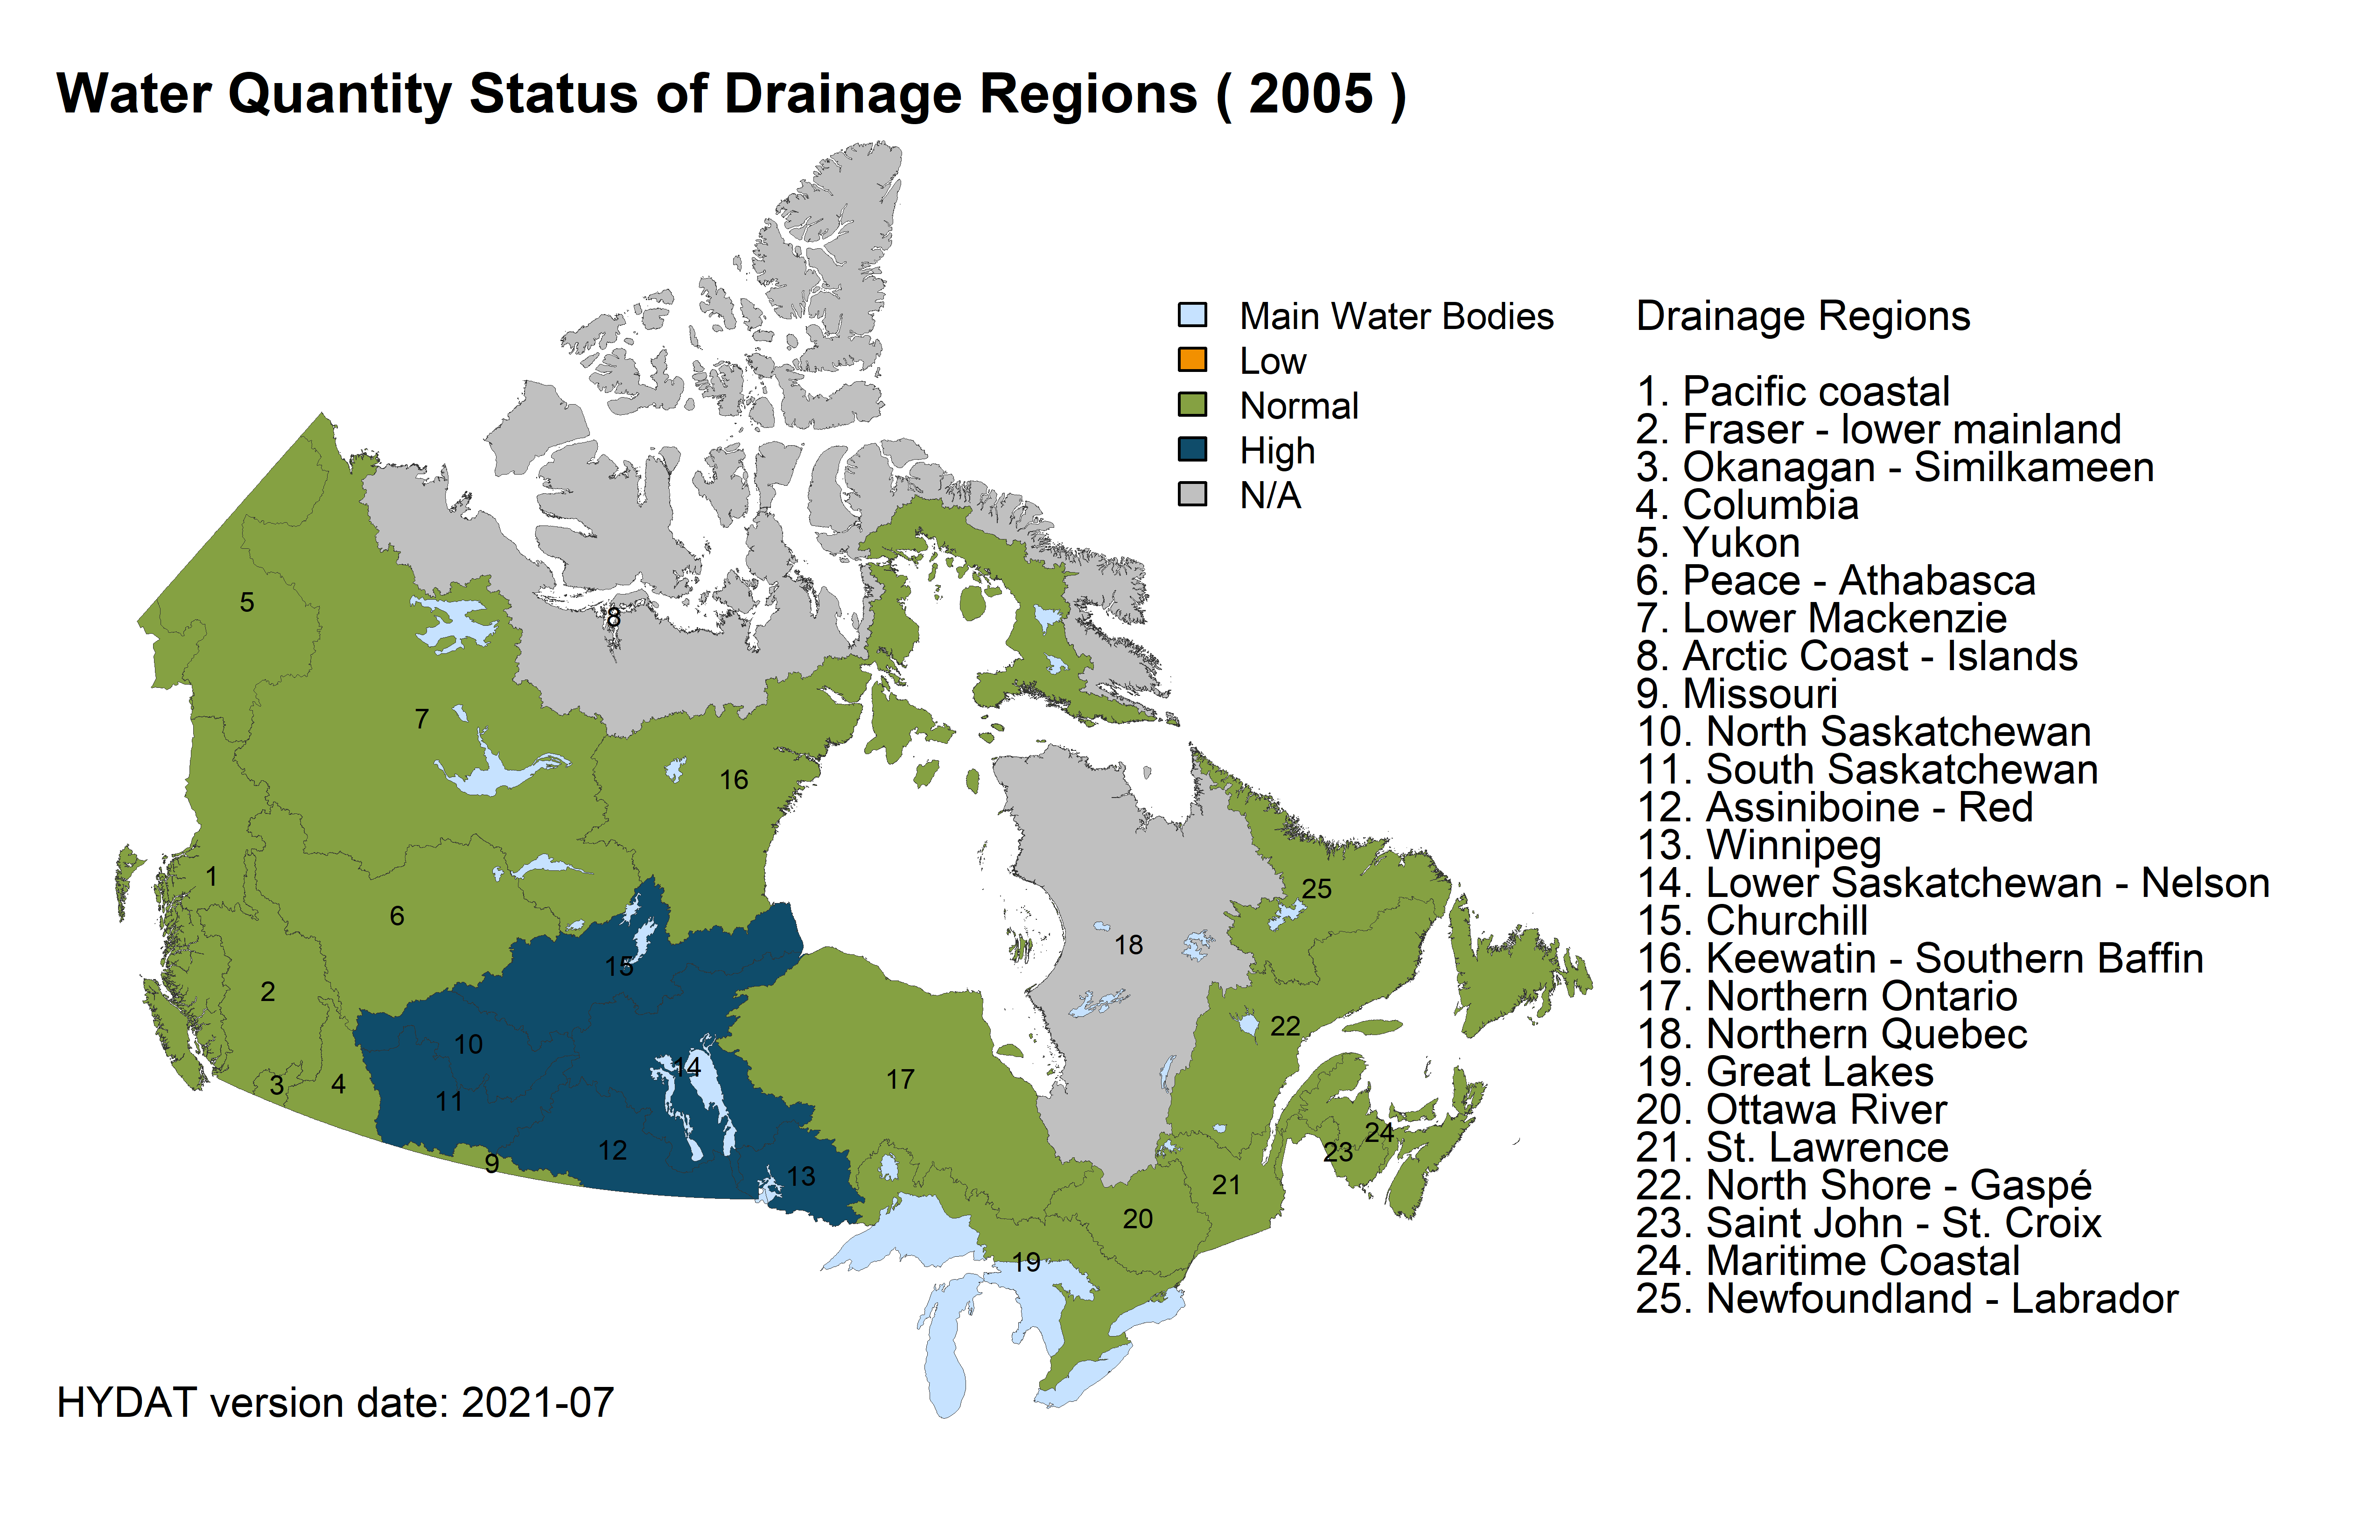 Water Quantity Status of Drainage Regions ( 2005 )
Main Water Bodies
Low
Normal
High
N/A
Drainage Regions
1. Pacific coastal
2. Fraser - lower mainland
3. Okanagan - Similkameen
4. Columbia
5. Yukon
6. Peace - Athabasca
7. Lower Mackenzie
8. Arctic Coast - Islands
9. Missouri
10. North Saskatchewan
11. South Saskatchewan
12. Assiniboine - Red
13. Winnipeg
14. Lower Saskatchewan - Nelson
15. Churchill
16. Keewatin - Southern Baffin
17. Northern Ontario
18. Northern Quebec
19. Great Lakes
20. Ottawa River
21. St. Lawrence
22. North Shore - Gaspé
23. Saint John - St. Croix
24. Maritime Coastal
25. Newfoundland - Labrador
5
8
7
16
1
25
6
18
15
2
22
10
14
17
3
4
11
24
12
23
9
13
21
20
19
HYDAT version date: 2021-07